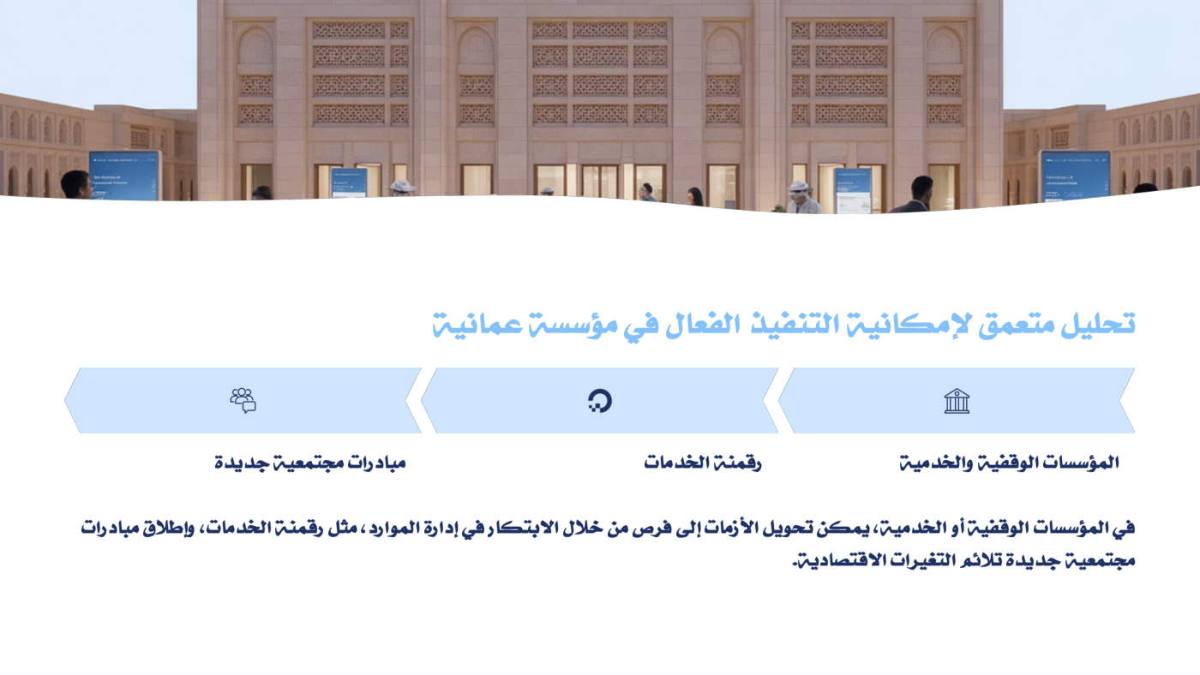 تحليل متعمق لإمكانية التنفيذ الفعال في مؤسسة عمانية
المؤسسات الوقفية والخدمية
رقمنة الخدمات
مبادرات مجتمعية جديدة
في المؤسسات الوقفية أو الخدمية، يمكن تحويل الأزمات إلى فرص من خلال الابتكار في إدارة الموارد، مثل رقمنة الخدمات، وإطلاق مبادرات
مجتمعية جديدة تلائم التغيرات الاقتصادية.